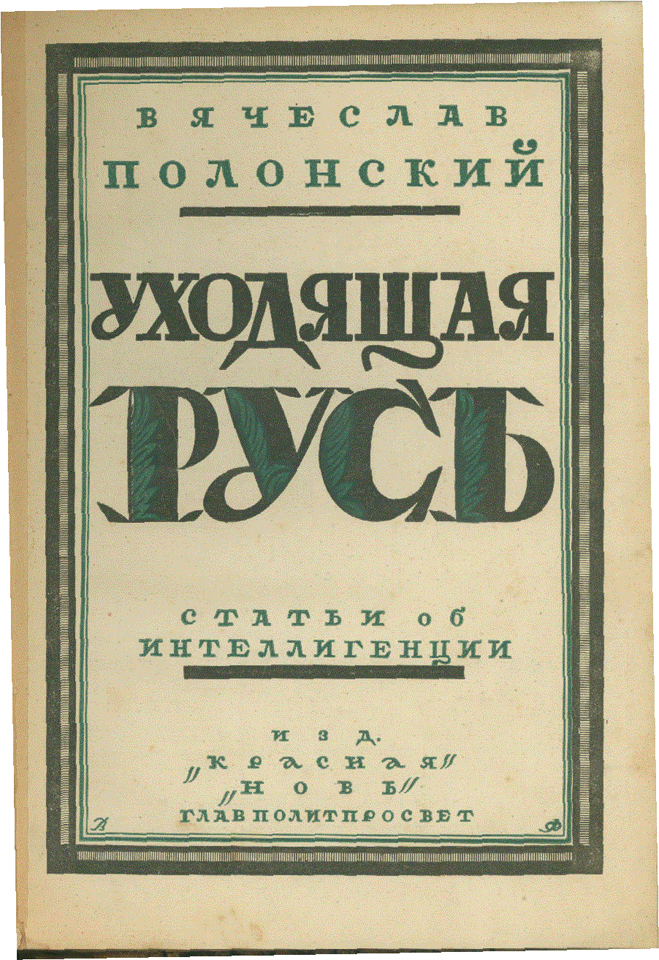 ВЯЧЕСЛАВ
ПОЛОНСКИЙ
УХОДЯЩАЯ
РУСЬ
СТАТЬИ об
ИНТЕЛЛИГЕНЦИИ
ИЗД.
„КРАСНАЯ"
„НОВЬ"
ГЛАВПОЛИТПРОСВЕТ